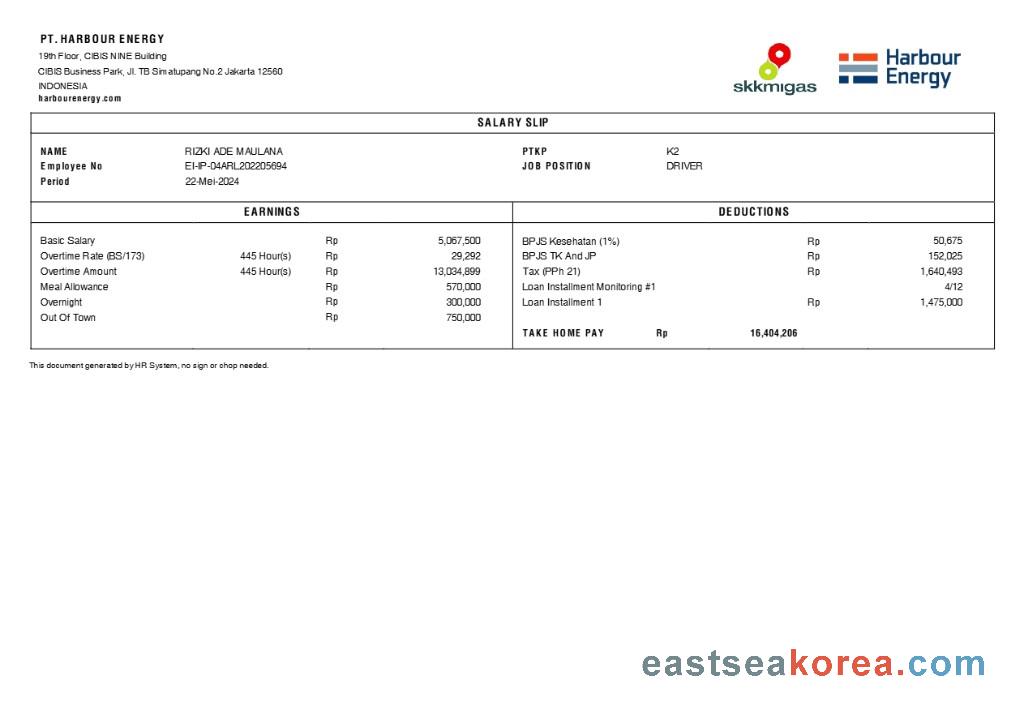 PT. HARBOUR ENERGY
19th Floor, CIBIS NINE Building
CIBIS Business Park, Jl. TB Simatupang No.2 Jakarta 12560
INDONESIA
harbourenergy.com
skkmigas
Harbour
Energy
SALARY SLIP
NAME RIZKI ADE MAULANA PTKP K2
Employee No EI-IP-04ARL202205694 JOB POSITION DRIVER
Period 22-Mei-2024
EARNINGS DEDUCTIONS
Basic Salary Rp 5,067,500 BPJS Kesehatan (1%) Rp 50,675
Overtime Rate (BS/173) 445 Hour(s) Rp 29,292 BPJS TK And JP Rp 152,025
Overtime Amount 445 Hour(s) Rp 13,034,899 Tax (PPh 21) Rp 1,640,493
Meal Allowance Rp 570,000 Loan Installment Monitoring #1 4/12
Overnight Rp 300,000 Loan Installment 1 Rp 1,475,000
Out Of Town Rp 750,000
TAKE HOME PAY Rp 16,404,206
This document generated by HR System, no sign or chop needed.
eastseakorea.com